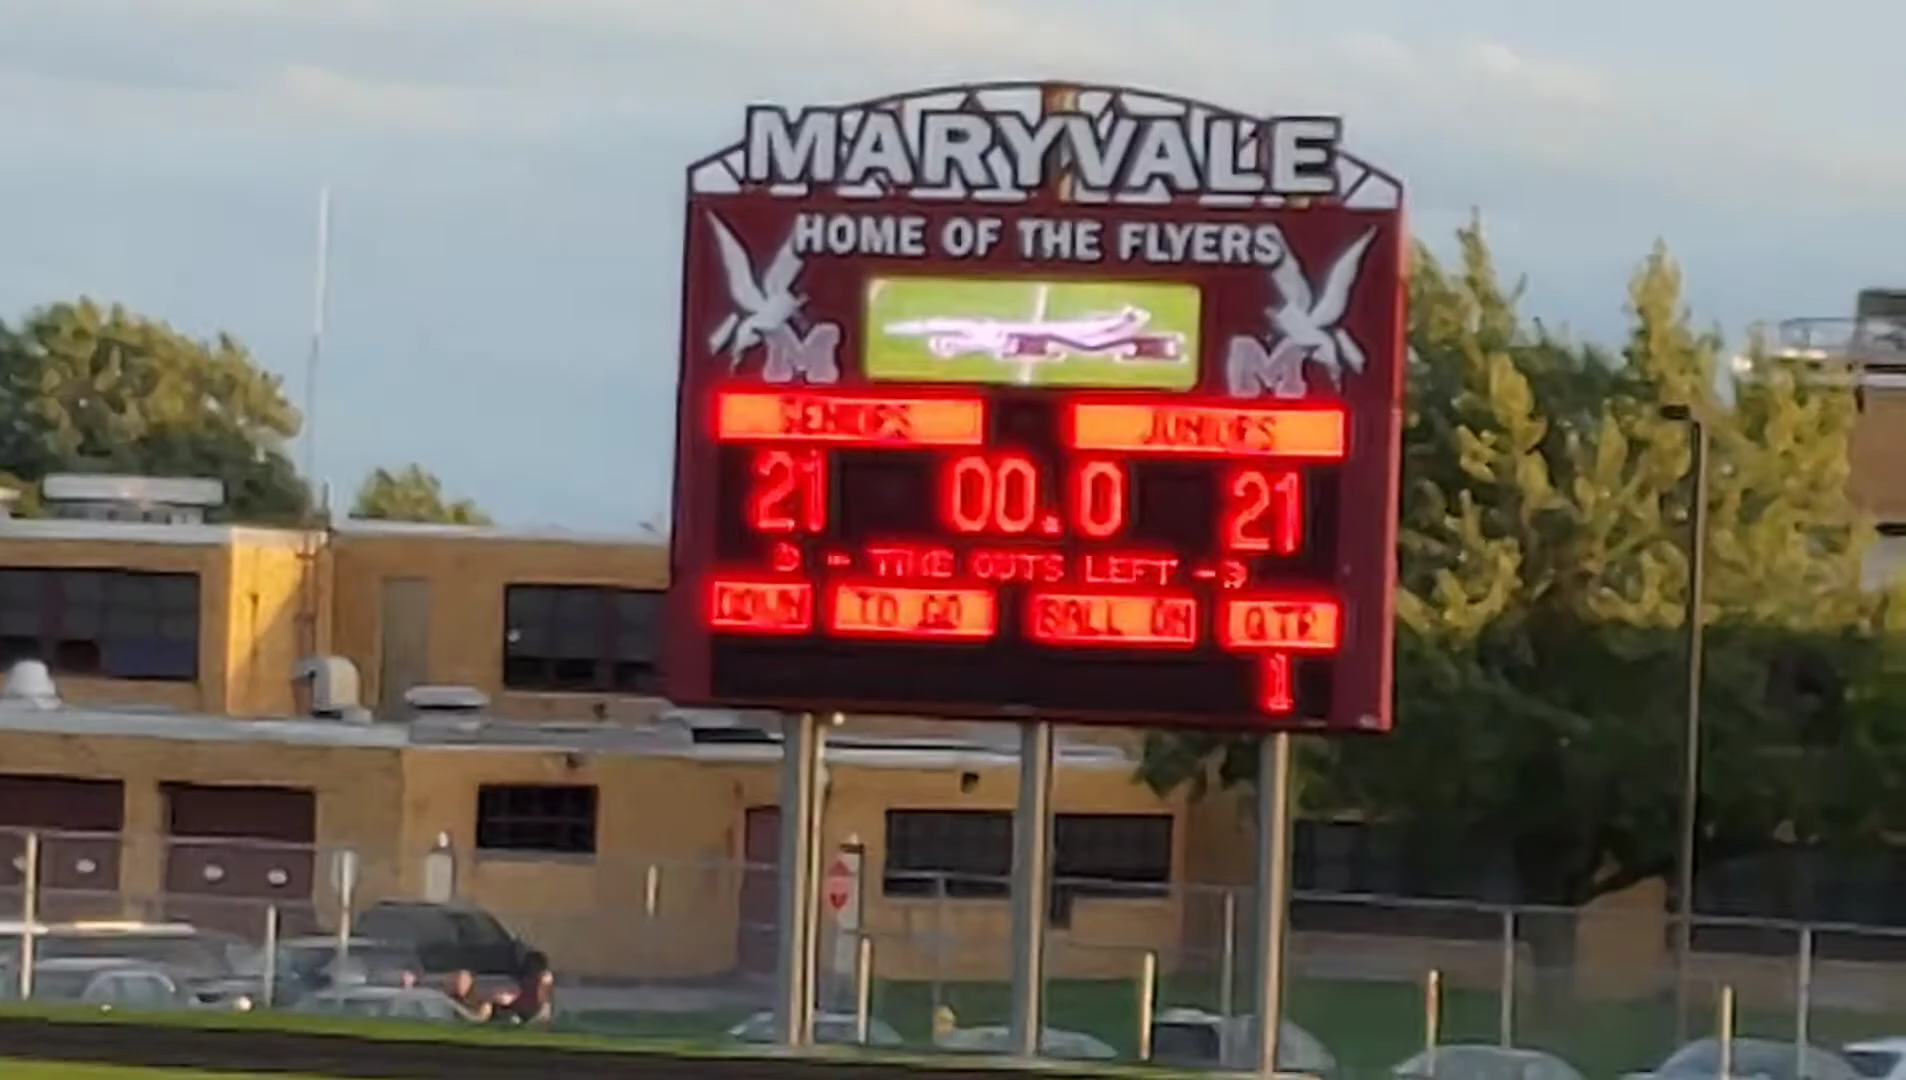 MARYVALE
HOME OF THE FLYERS
M M
SENIORS JUNIORS
21 00.0 21
3 - TIME OUTS LEFT - 3
DOWN TO GO BALL ON QTR
1